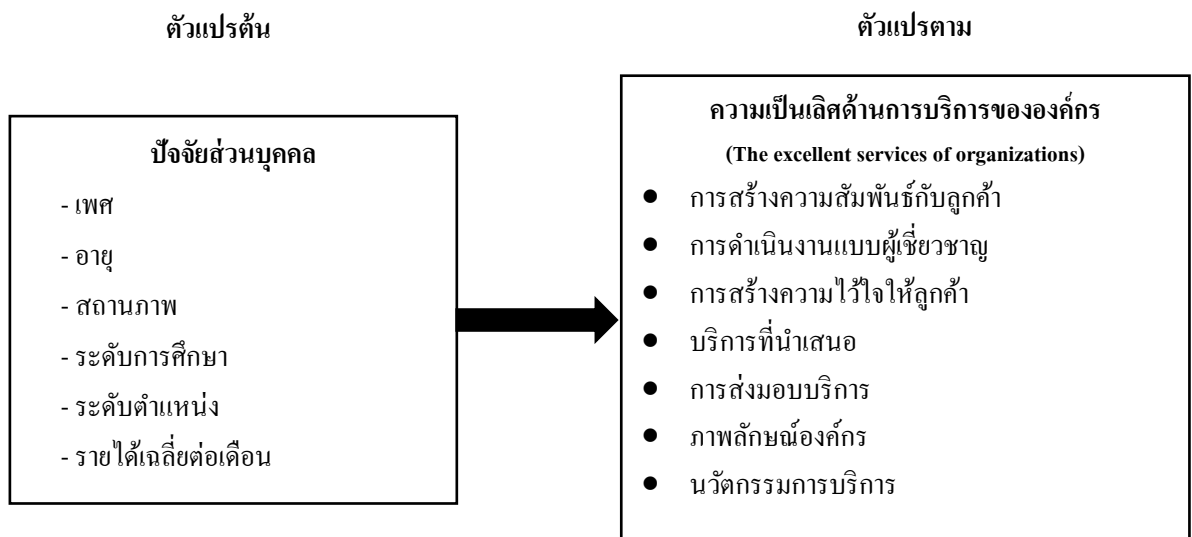 ตัวแปรต้น
ปัจจัยส่วนบุคคล
- เพศ
- อายุ
- สถานภาพ
- ระดับการศึกษา
- ระดับตำแหน่ง
- รายได้เฉลี่ยต่อเดือน
ตัวแปรตาม
ความเป็นเลิศด้านการบริการขององค์กร
(The excellent services of organizations)
● การสร้างความสัมพันธ์กับลูกค้า
● การดำเนินงานแบบผู้เชี่ยวชาญ
● การสร้างความไว้ใจให้ลูกค้า
● บริการที่นำเสนอ
● การส่งมอบบริการ
● ภาพลักษณ์องค์กร
● นวัตกรรมการบริการ